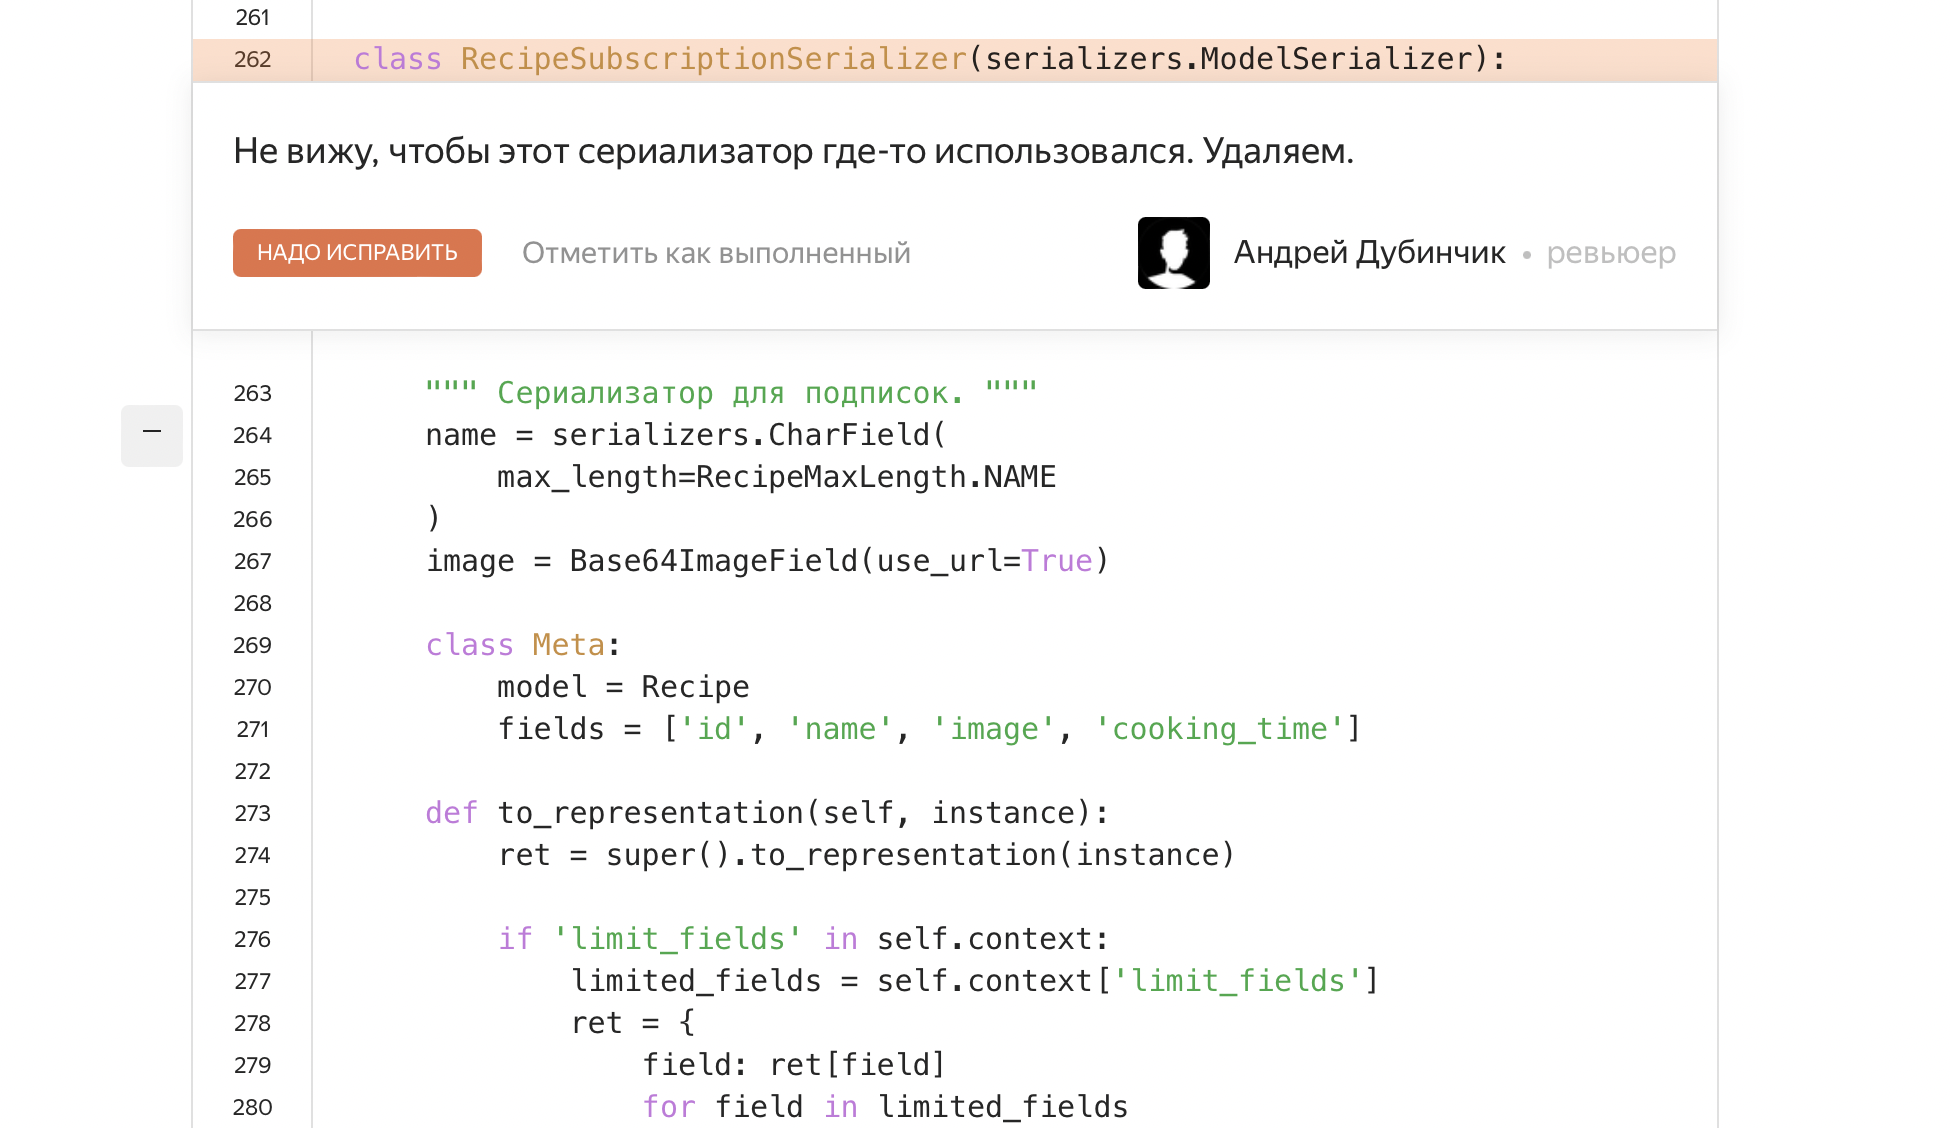 261
262 class RecipeSubscriptionSerializer(serializers.ModelSerializer):
Не вижу, чтобы этот сериализатор где-то использовался. Удаляем.
НАДО ИСПРАВИТЬ Отметить как выполненный Андрей Дубинчик • ревьюер
263 """ Сериализатор для подписок. """
264 name = serializers.CharField(
265 max_length=RecipeMaxLength.NAME
266 )
267 image = Base64ImageField(use_url=True)
268
269 class Meta:
270 model = Recipe
271 fields = ['id', 'name', 'image', 'cooking_time']
272
273 def to_representation(self, instance):
274 ret = super().to_representation(instance)
275
276 if 'limit_fields' in self.context:
277 limited_fields = self.context['limit_fields']
278 ret = {
279 field: ret[field]
280 for field in limited_fields